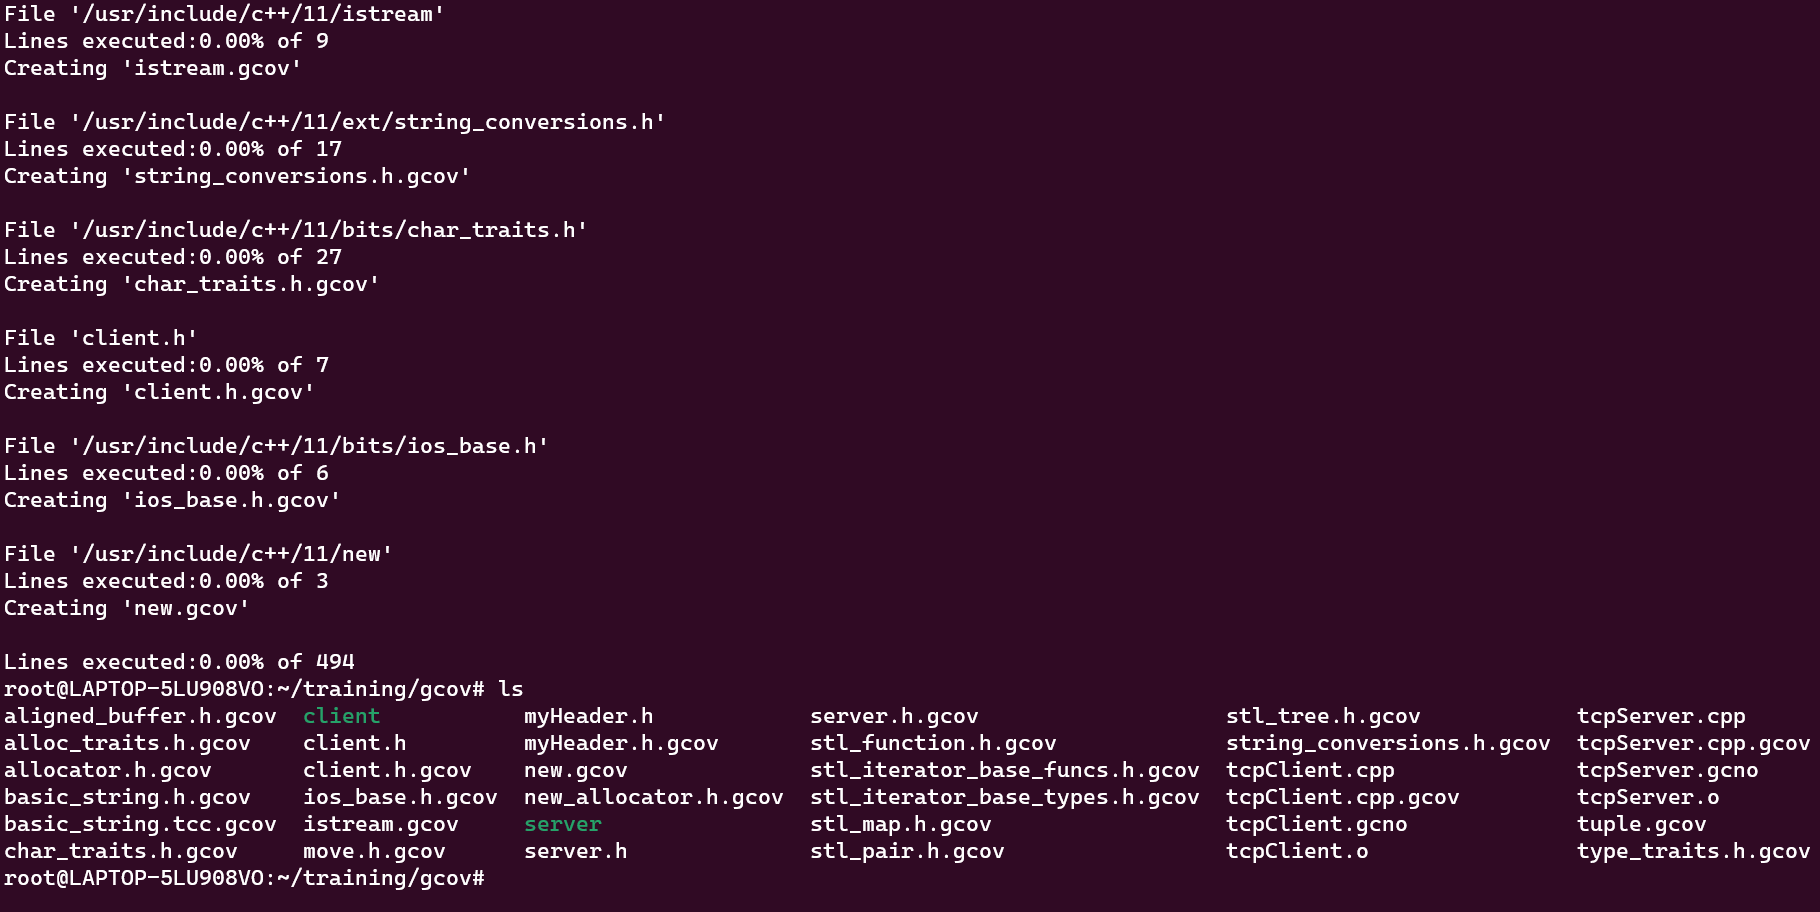 File '/usr/include/c++/11/istream'
Lines executed:0.00% of 9
Creating 'istream.gcov'
File '/usr/include/c++/11/ext/string_conversions.h'
Lines executed:0.00% of 17
Creating 'string_conversions.h.gcov'
File '/usr/include/c++/11/bits/char_traits.h'
Lines executed:0.00% of 27
Creating 'char_traits.h.gcov'
File 'client.h'
Lines executed:0.00% of 7
Creating 'client.h.gcov'
File '/usr/include/c++/11/bits/ios_base.h'
Lines executed:0.00% of 6
Creating 'ios_base.h.gcov'
File '/usr/include/c++/11/new'
Lines executed:0.00% of 3
Creating 'new.gcov'
Lines executed:0.00% of 494
root@LAPTOP-5LU908VO:~/training/gcov# ls
aligned_buffer.h.gcov client myHeader.h server.h.gcov stl_tree.h.gcov tcpServer.cpp
alloc_traits.h.gcov client.h myHeader.h.gcov stl_function.h.gcov string_conversions.h.gcov tcpServer.cpp.gcov
allocator.h.gcov client.h.gcov new.gcov stl_iterator_base_funcs.h.gcov tcpClient.cpp tcpServer.gcno
basic_string.h.gcov ios_base.h.gcov new_allocator.h.gcov stl_iterator_base_types.h.gcov tcpClient.cpp.gcov tcpServer.o
basic_string.tcc.gcov istream.gcov server stl_map.h.gcov tcpClient.gcno tuple.gcov
char_traits.h.gcov move.h.gcov server.h stl_pair.h.gcov tcpClient.o type_traits.h.gcov
root@LAPTOP-5LU908VO:~/training/gcov#